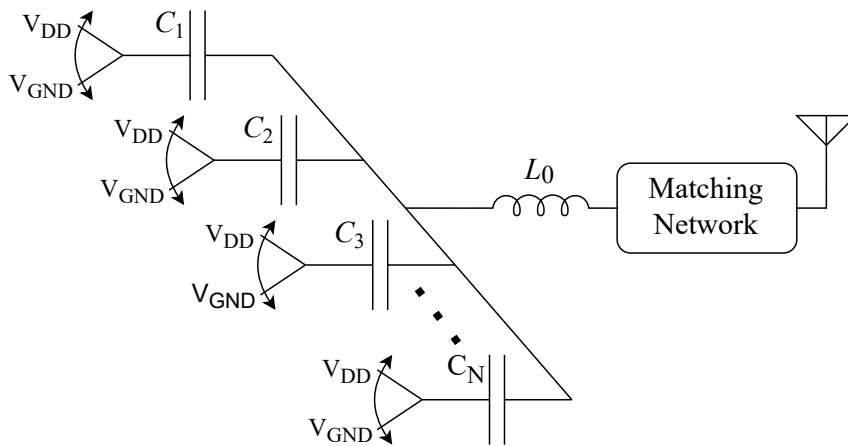 V_DD
C_1
V_GND
V_DD
C_2
V_GND
L_0
Matching
Network
V_DD
C_3
V_GND
V_DD
C_N
V_GND